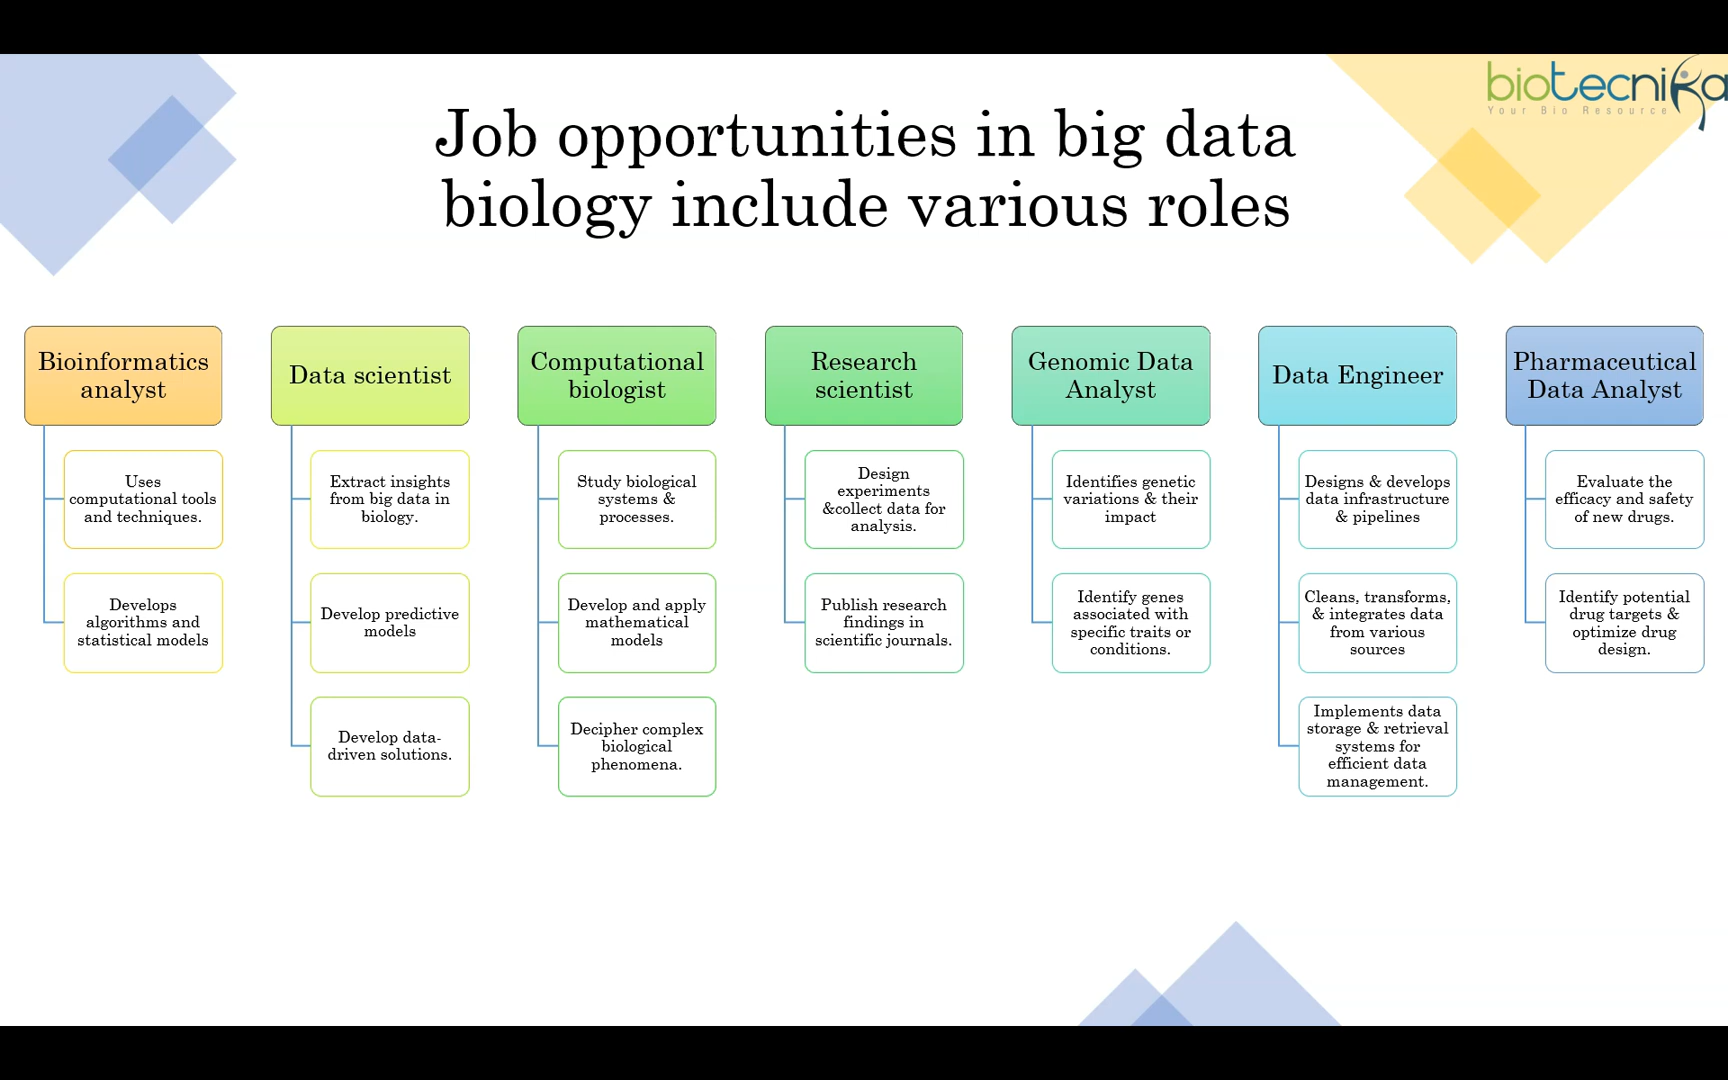 biotecnika
Your Bio Resource
Job opportunities in big data
biology include various roles
Bioinformatics
analyst
Uses
computational tools
and techniques.
Develops
algorithms and
statistical models
Data scientist
Extract insights
from big data in
biology.
Develop predictive
models
Develop data-
driven solutions.
Computational
biologist
Study biological
systems &
processes.
Develop and apply
mathematical
models
Decipher complex
biological
phenomena.
Research
scientist
Design
experiments
&collect data for
analysis.
Publish research
findings in
scientific journals.
Genomic Data
Analyst
Identifies genetic
variations & their
impact
Identify genes
associated with
specific traits or
conditions.
Data Engineer
Designs & develops
data infrastructure
& pipelines
Cleans, transforms,
& integrates data
from various
sources
Implements data
storage & retrieval
systems for
efficient data
management.
Pharmaceutical
Data Analyst
Evaluate the
efficacy and safety
of new drugs.
Identify potential
drug targets &
optimize drug
design.